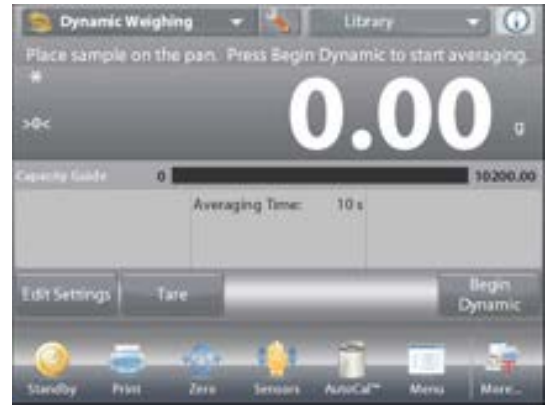 Dynamic Weighing Library
Place sample on the pan. Press Begin Dynamic to start averaging.
*
>0< 0.00 g
Capacity Guide 0 10200.00
Averaging Time: 10 s
Edit Settings Tare Begin
Dynamic
Standby Print Zero Sensors AutoCal™ Menu More...